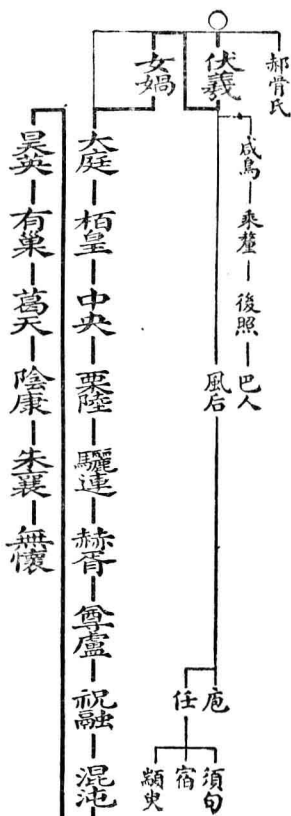 郝骨氏
伏羲
女媧
咸鳥
乘釐
後照
巴人
風后
庖
任
須句
宿
顓臾
大庭
栢皇
中央
栗陸
驪連
赫胥
尊盧
祝融
混沌
昊英
有巢
葛天
陰康
朱襄
無懷